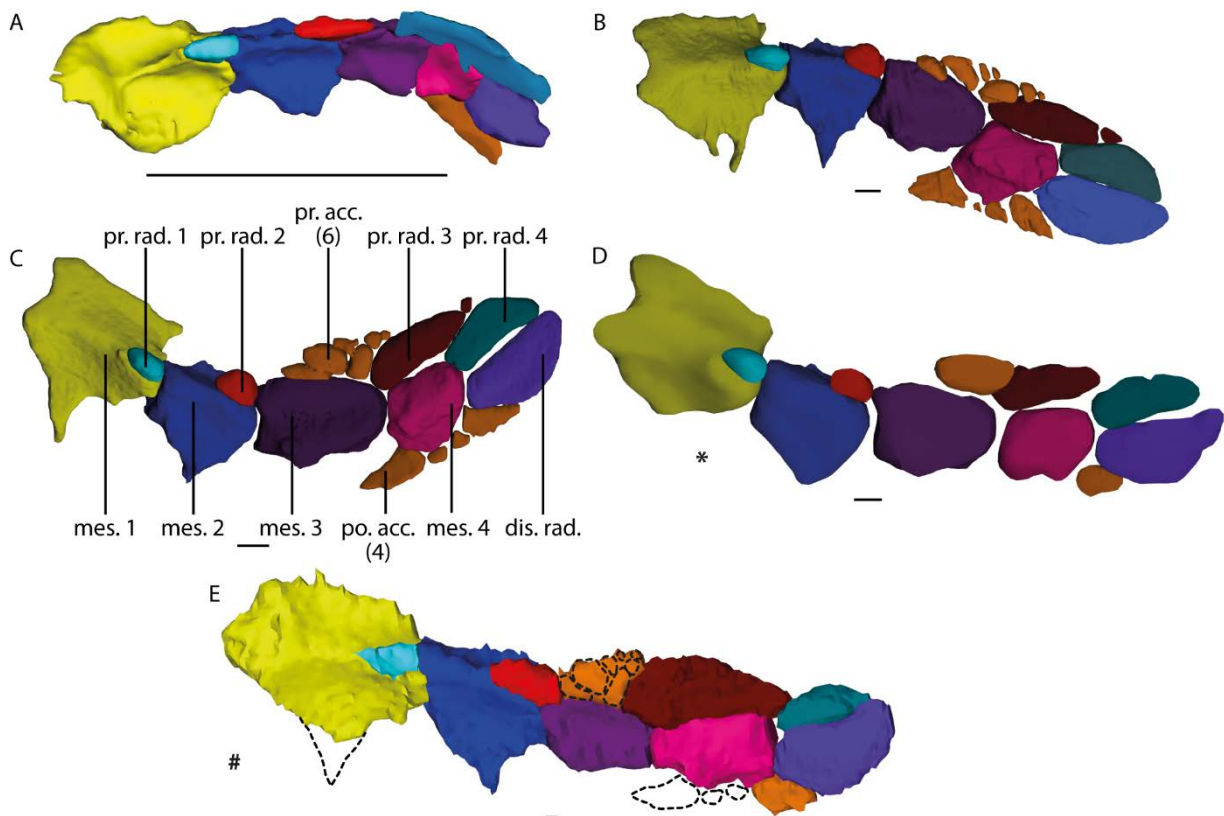 A
B
pr. acc.
(6)
pr. rad. 1 pr. rad. 2 pr. rad. 3 pr. rad. 4
C
D
*
mes. 1 mes. 2 mes. 3 po. acc. mes. 4 dis. rad.
(4)
E
#